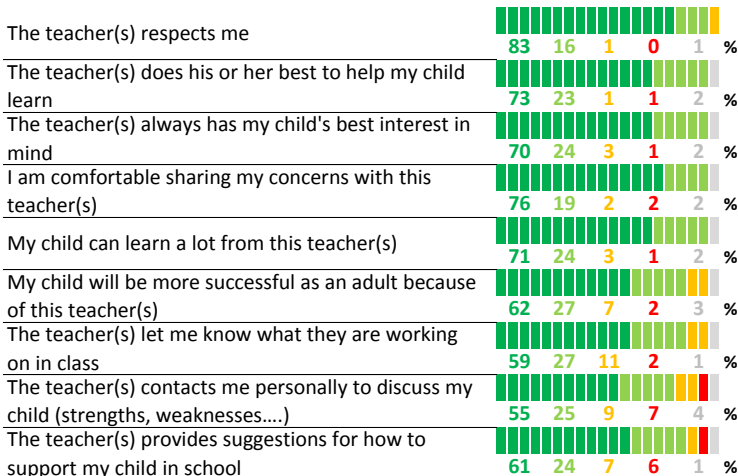 The teacher(s) respects me
83 16 1 0 1 %
The teacher(s) does his or her best to help my child
learn
73 23 1 1 2 %
The teacher(s) always has my child's best interest in
mind
70 24 3 1 2 %
I am comfortable sharing my concerns with this
teacher(s)
76 19 2 2 2 %
My child can learn a lot from this teacher(s)
71 24 3 1 2 %
My child will be more successful as an adult because
of this teacher(s)
62 27 7 2 3 %
The teacher(s) let me know what they are working
on in class
59 27 11 2 1 %
The teacher(s) contacts me personally to discuss my
child (strengths, weaknesses....)
55 25 9 7 4 %
The teacher(s) provides suggestions for how to
support my child in school
61 24 7 6 1 %